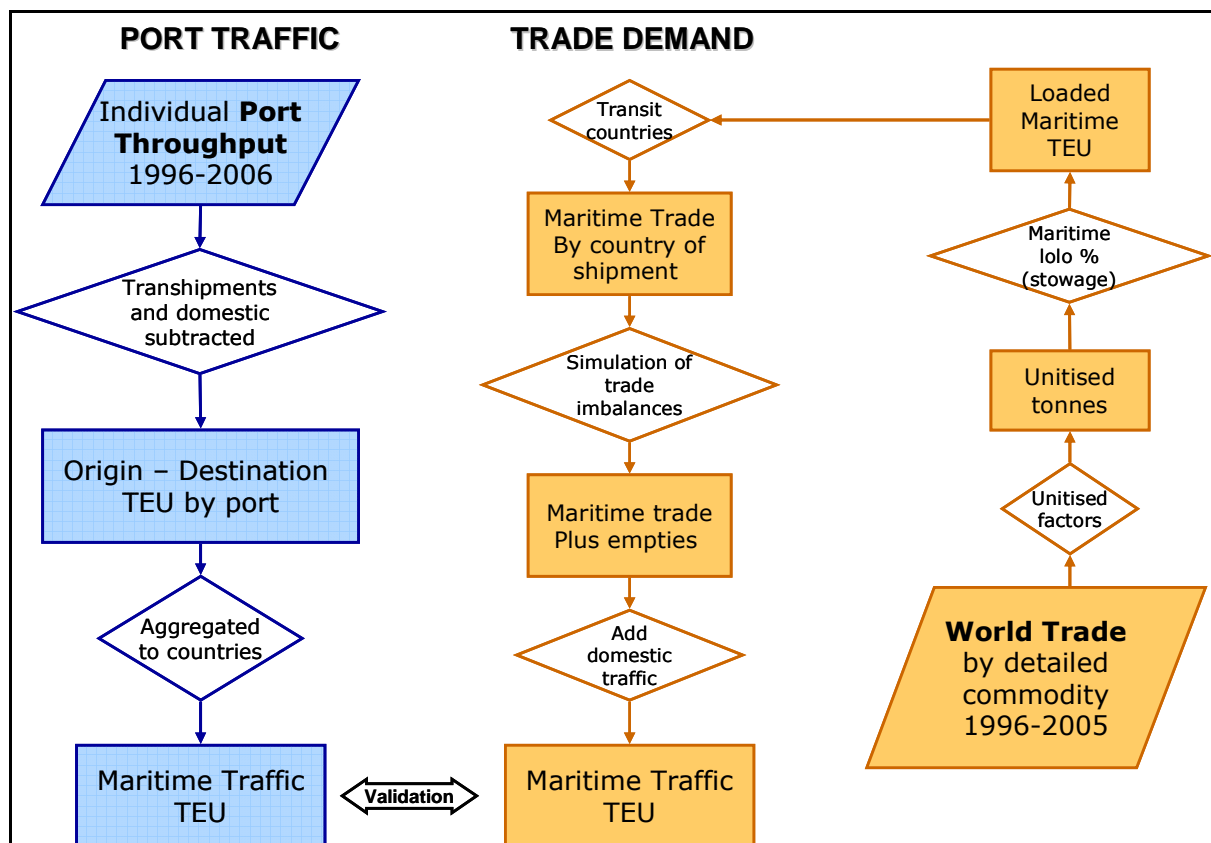 PORT TRAFFIC
Individual Port
Throughput
1996-2006
Transhipments
and domestic
subtracted
Origin – Destination
TEU by port
Aggregated
to countries
Maritime Traffic
TEU
Validation
TRADE DEMAND
Transit
countries
Maritime Trade
By country of
shipment
Simulation of
trade
imbalances
Maritime trade
Plus empties
Add
domestic
traffic
Maritime Traffic
TEU
Loaded
Maritime
TEU
Maritime
lolo %
(stowage)
Unitised
tonnes
Unitised
factors
World Trade
by detailed
commodity
1996-2005